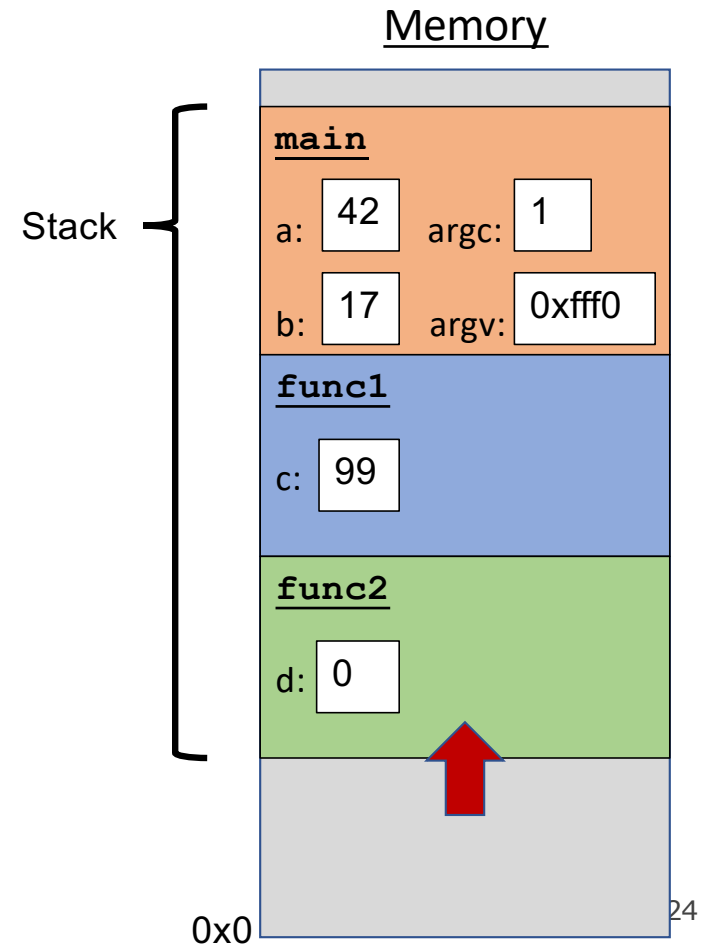 Memory
main
a: 42 argc: 1
Stack
b: 17 argv: 0xfff0
func1
c: 99
func2
d: 0
24
0x0